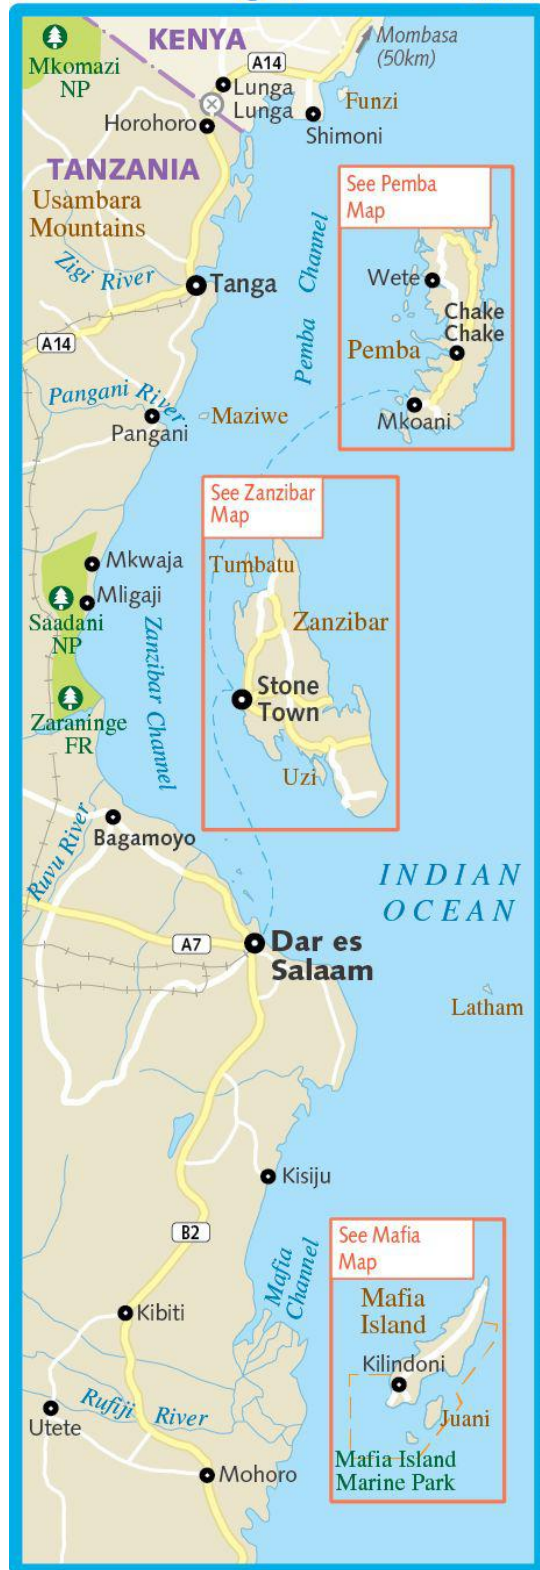 KENYA
Mombasa
(50km)
A14
Mkomazi
NP
Lunga
Lunga
Funzi
Horohoro
Shimoni
TANZANIA
Usambara
Mountains
See Pemba
Map
Zigi River
Pemba Channel
Tanga
Wete
Chake
Chake
A14
Pemba
Pangani River
Maziwe
Mkoani
Pangani
See Zanzibar
Map
Mkwaja
Tumbatu
Mligaji
Saadani
NP
Zanzibar
Zanzibar Channel
Stone
Town
Zaraninge
FR
Uzi
Ruvu River
Bagamoyo
INDIAN
OCEAN
A7
Dar es
Salaam
Latham
Kisiju
B2
See Mafia
Map
Mafia
Channel
Mafia
Island
Kibiti
Kilindoni
Rufiji River
Juani
Utete
Mafia Island
Marine Park
Mohoro